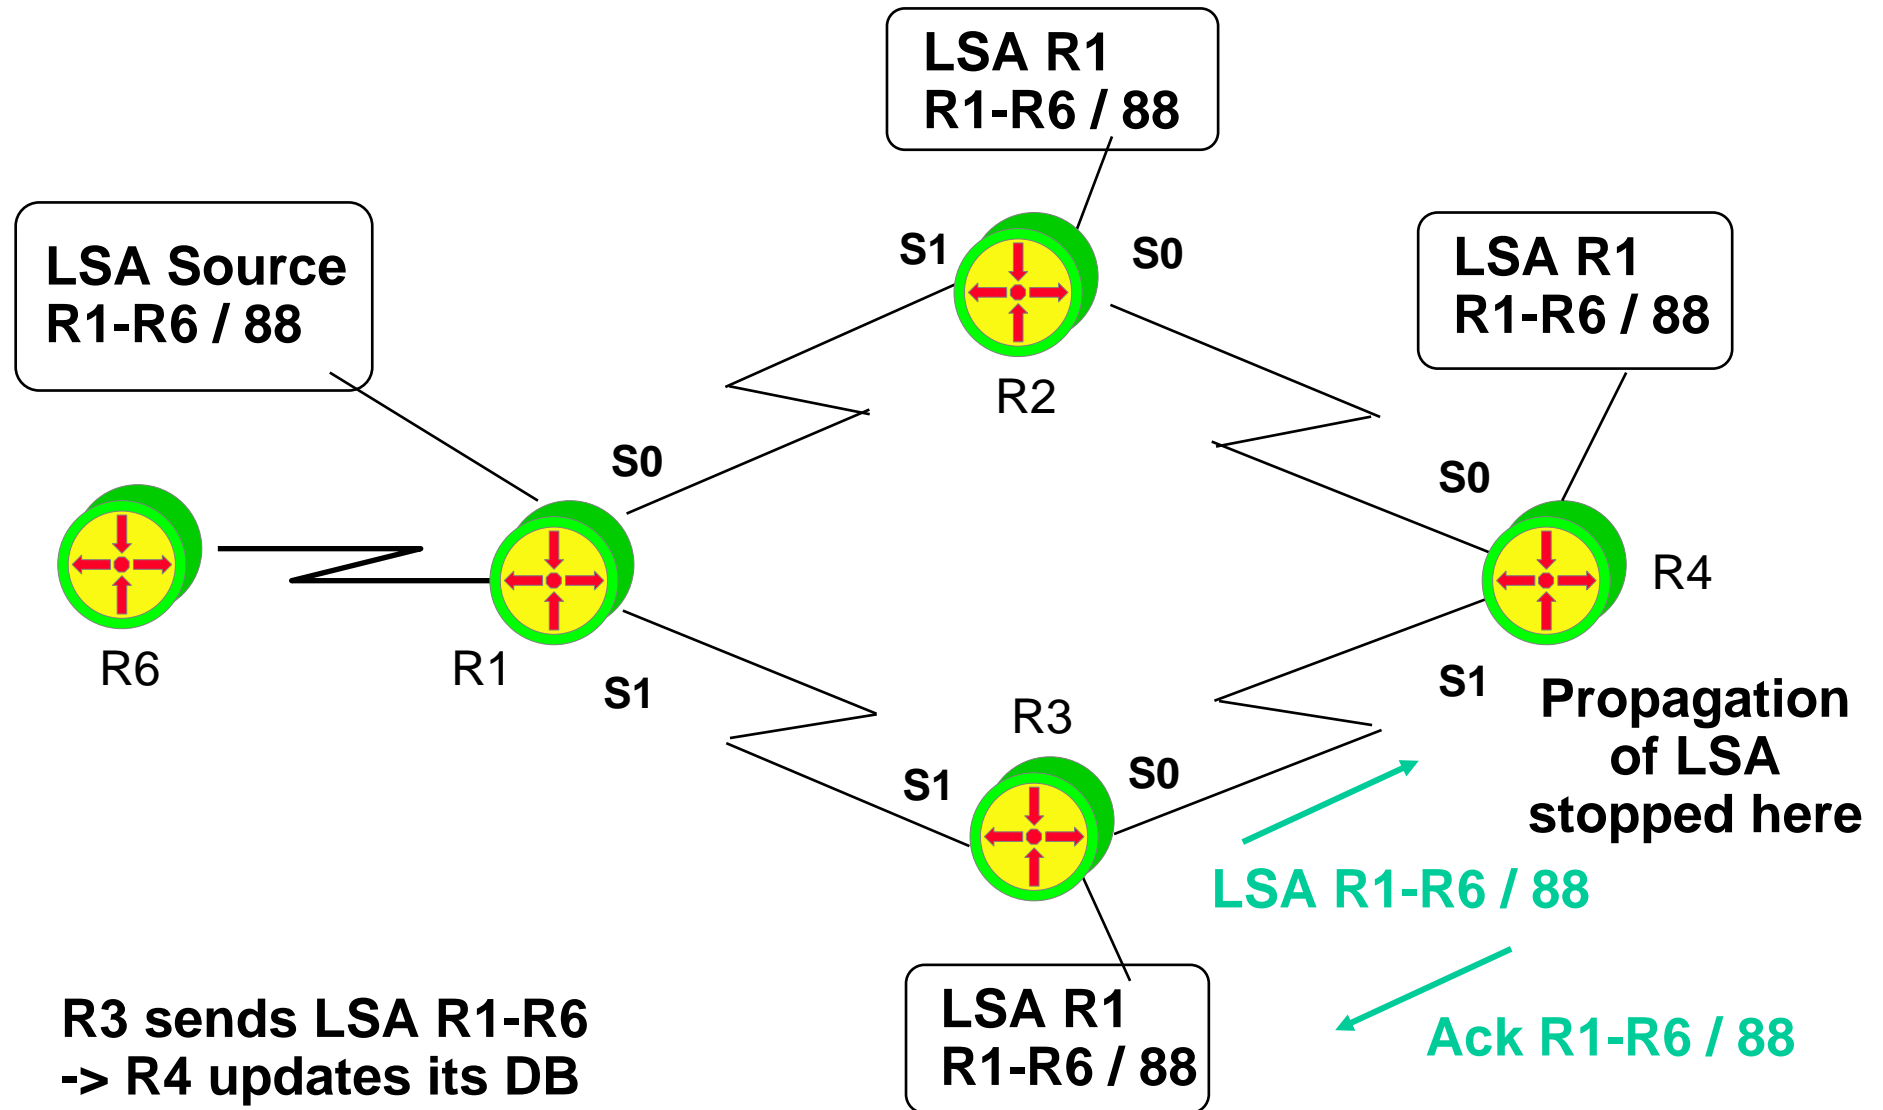 LSA R1
R1-R6 / 88
LSA Source
R1-R6 / 88
S1
S0
LSA R1
R1-R6 / 88
R2
S0
S0
R4
R6
R1
S1
R3
S1
Propagation
of LSA
stopped here
S1
S0
LSA R1-R6 / 88
LSA R1
R1-R6 / 88
Ack R1-R6 / 88
R3 sends LSA R1-R6
-> R4 updates its DB